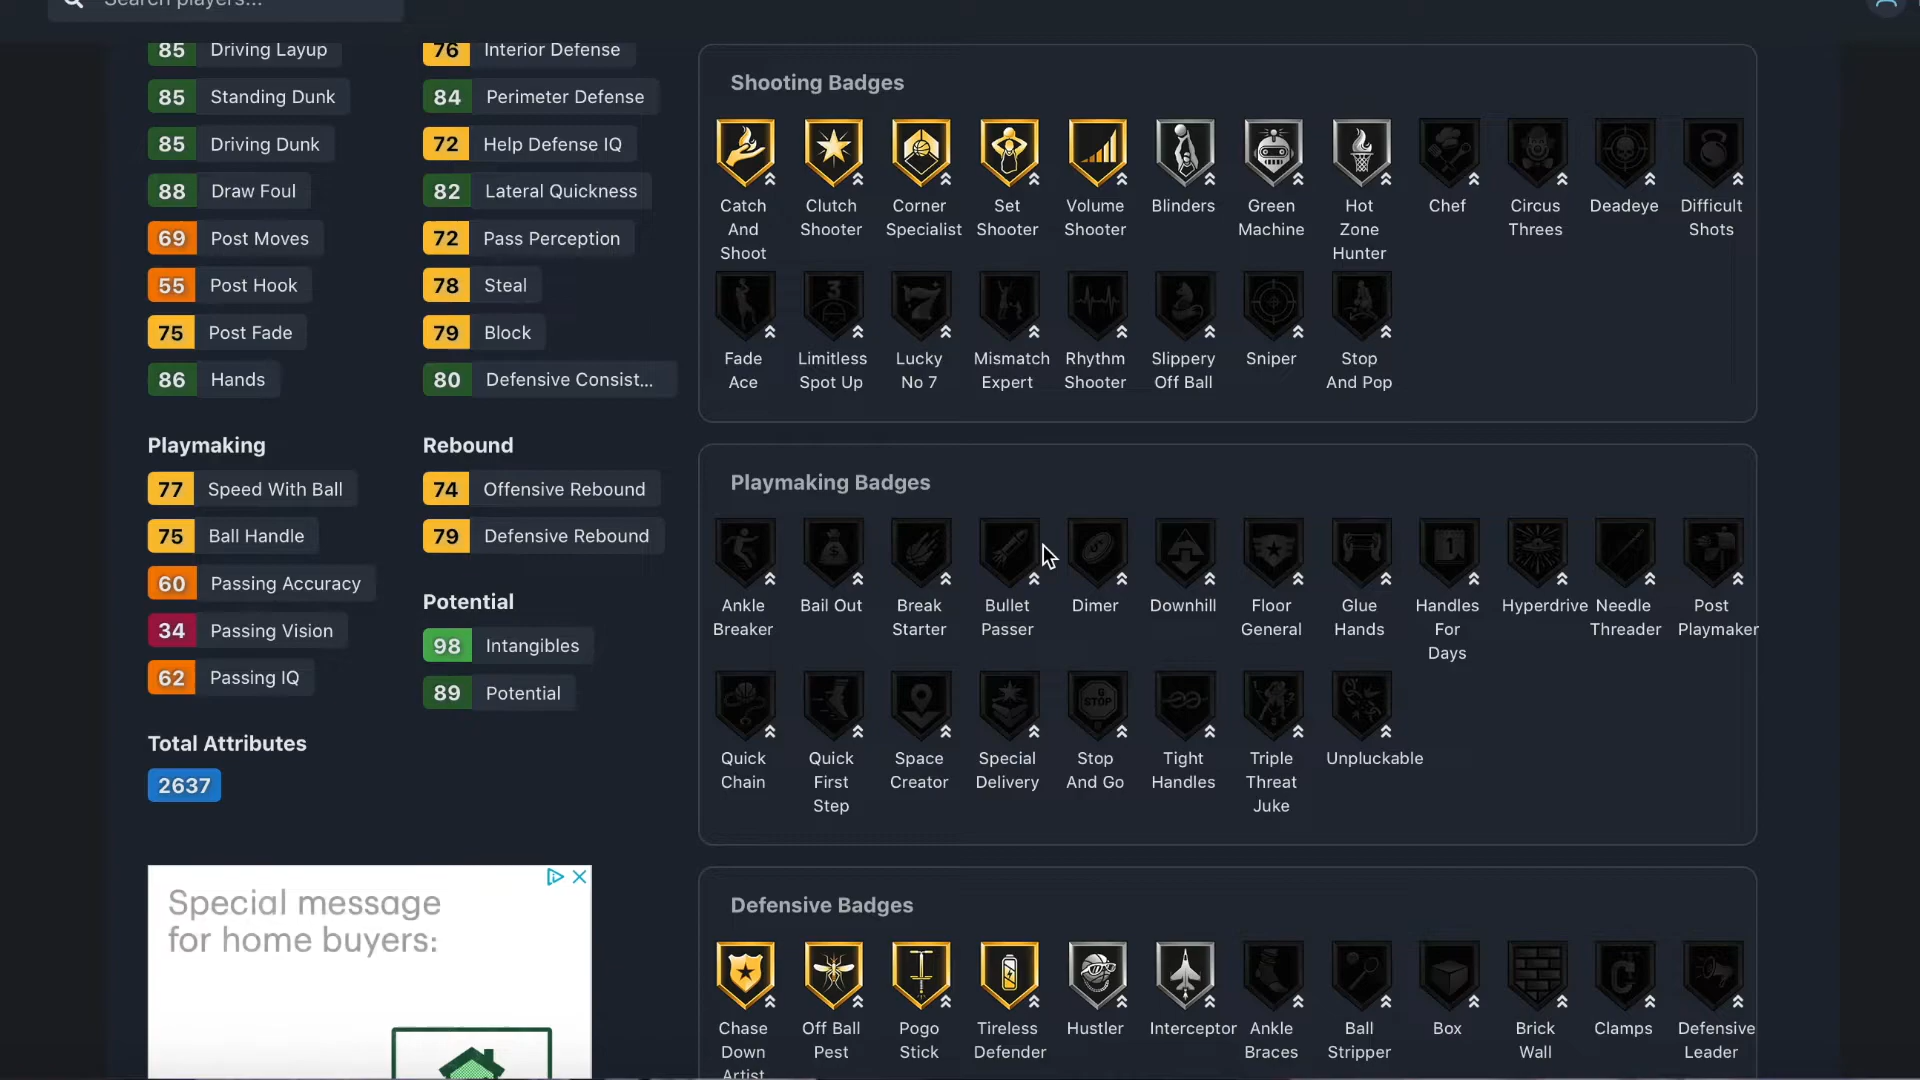 Search players...
85 Driving Layup
85 Standing Dunk
85 Driving Dunk
88 Draw Foul
69 Post Moves
55 Post Hook
75 Post Fade
86 Hands
76 Interior Defense
84 Perimeter Defense
72 Help Defense IQ
82 Lateral Quickness
72 Pass Perception
78 Steal
79 Block
80 Defensive Consist...
Playmaking
77 Speed With Ball
75 Ball Handle
60 Passing Accuracy
34 Passing Vision
62 Passing IQ
Rebound
74 Offensive Rebound
79 Defensive Rebound
Potential
98 Intangibles
89 Potential
Total Attributes
2637
Special message
for home buyers:
Shooting Badges
Catch
And
Shoot
Clutch
Shooter
Corner
Specialist
Set
Shooter
Volume
Shooter
Blinders
Green
Machine
Hot
Zone
Hunter
Chef
Circus
Threes
Deadeye
Difficult
Shots
Fade
Ace
3
Limitless
Spot Up
7
Lucky
No 7
Mismatch
Expert
Rhythm
Shooter
Slippery
Off Ball
Sniper
Stop
And Pop
Playmaking Badges
Ankle
Breaker
$
Bail Out
Break
Starter
Bullet
Passer
Dimer
Downhill
Floor
General
Glue
Hands
1
Handles
For
Days
Hyperdrive
Needle
Threader
Post
Playmaker
Quick
Chain
Quick
First
Step
Space
Creator
Special
Delivery
G
STOP
Stop
And Go
Tight
Handles
Triple
Threat
Juke
Unpluckable
Defensive Badges
Chase
Down
Artist
Off Ball
Pest
Pogo
Stick
Tireless
Defender
Hustler
Interceptor
Ankle
Braces
Ball
Stripper
Box
Brick
Wall
C
Clamps
Defensive
Leader